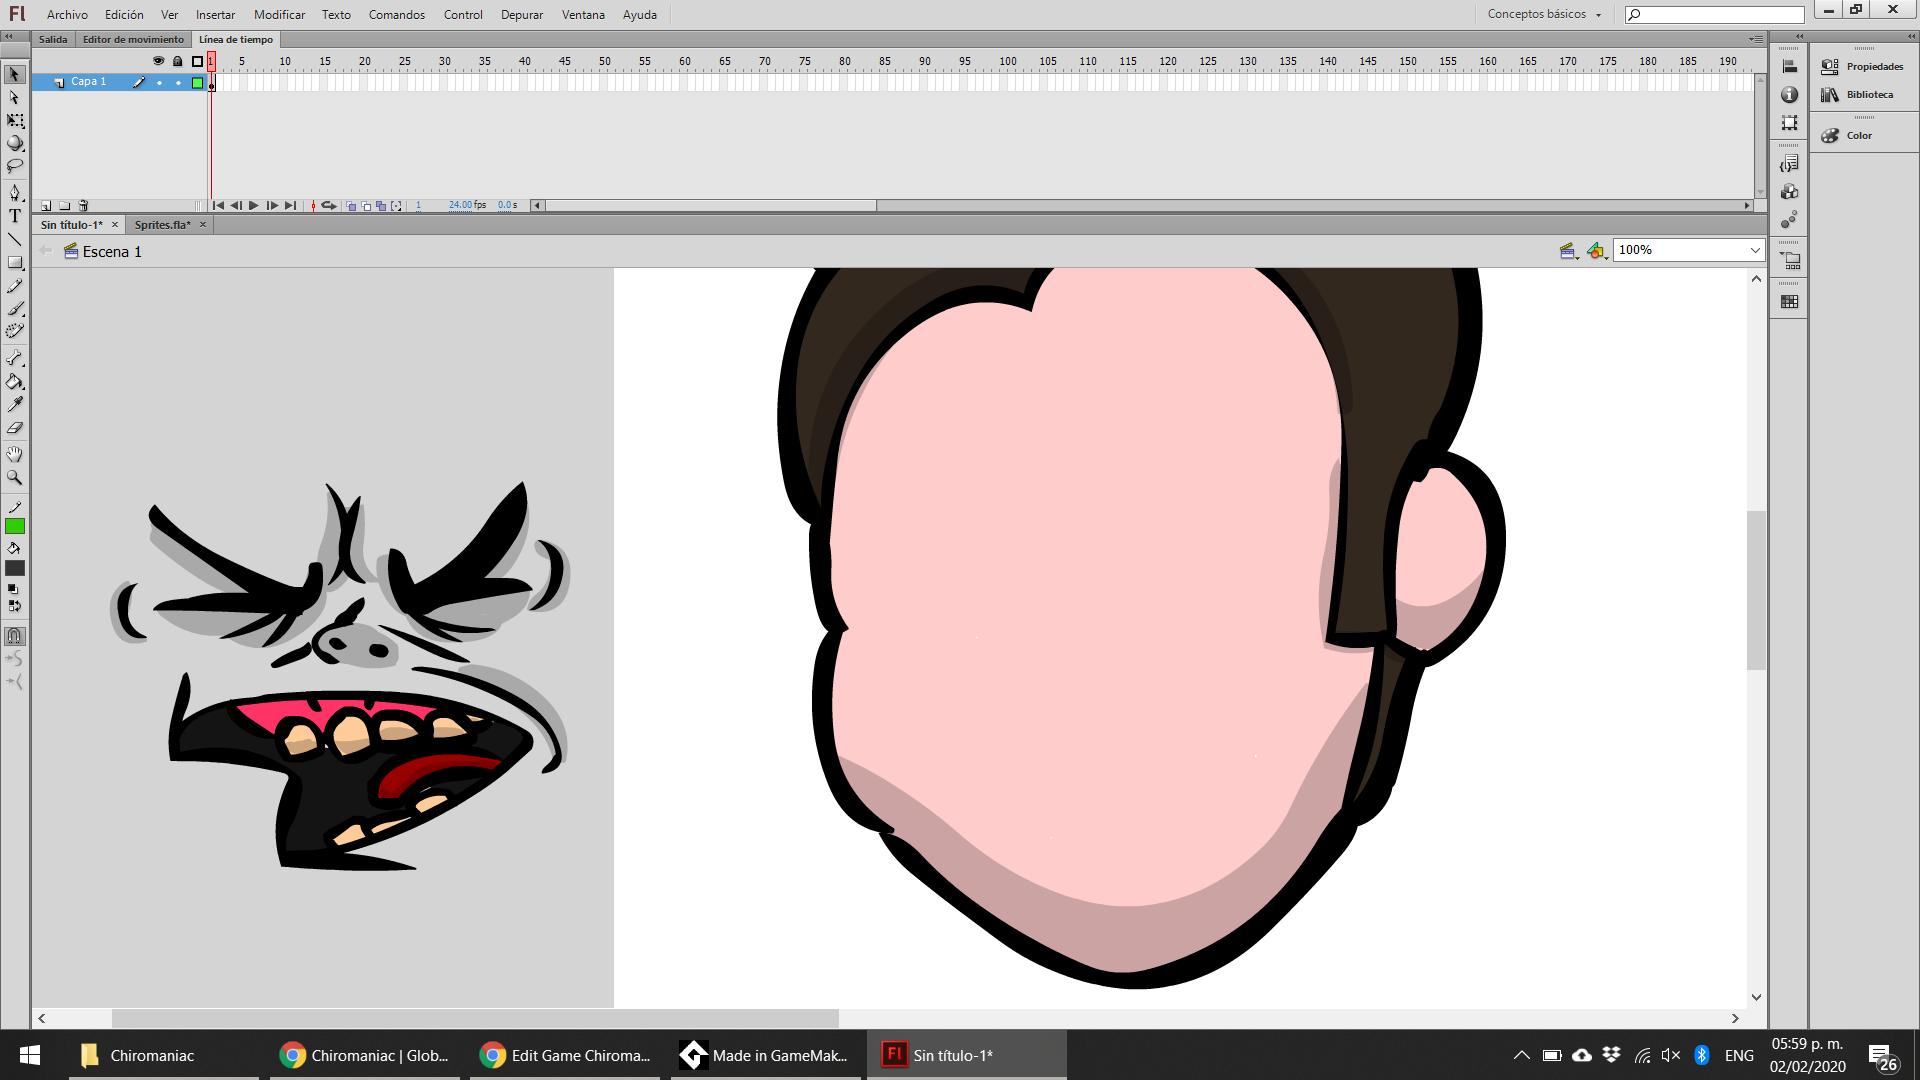 Fl Archivo Edición Ver Insertar Modificar Texto Comandos Control Depurar Ventana Ayuda Conceptos básicos
Salida Editor de movimiento Línea de tiempo
1 5 10 15 20 25 30 35 40 45 50 55 60 65 70 75 80 85 90 95 100 105 110 115 120 125 130 135 140 145 150 155 160 165 170 175 180 185 190
Capa 1
Propiedades
Biblioteca
Color
1 24.00 fps 0.0 s
Sin título-1* Sprites.fla*
Escena 1 100%
T
Chiromaniac Chiromaniac | Glob... Edit Game Chiroma... Made in GameMak... Fl Sin título-1* ENG
05:59 p. m.
02/02/2020
26